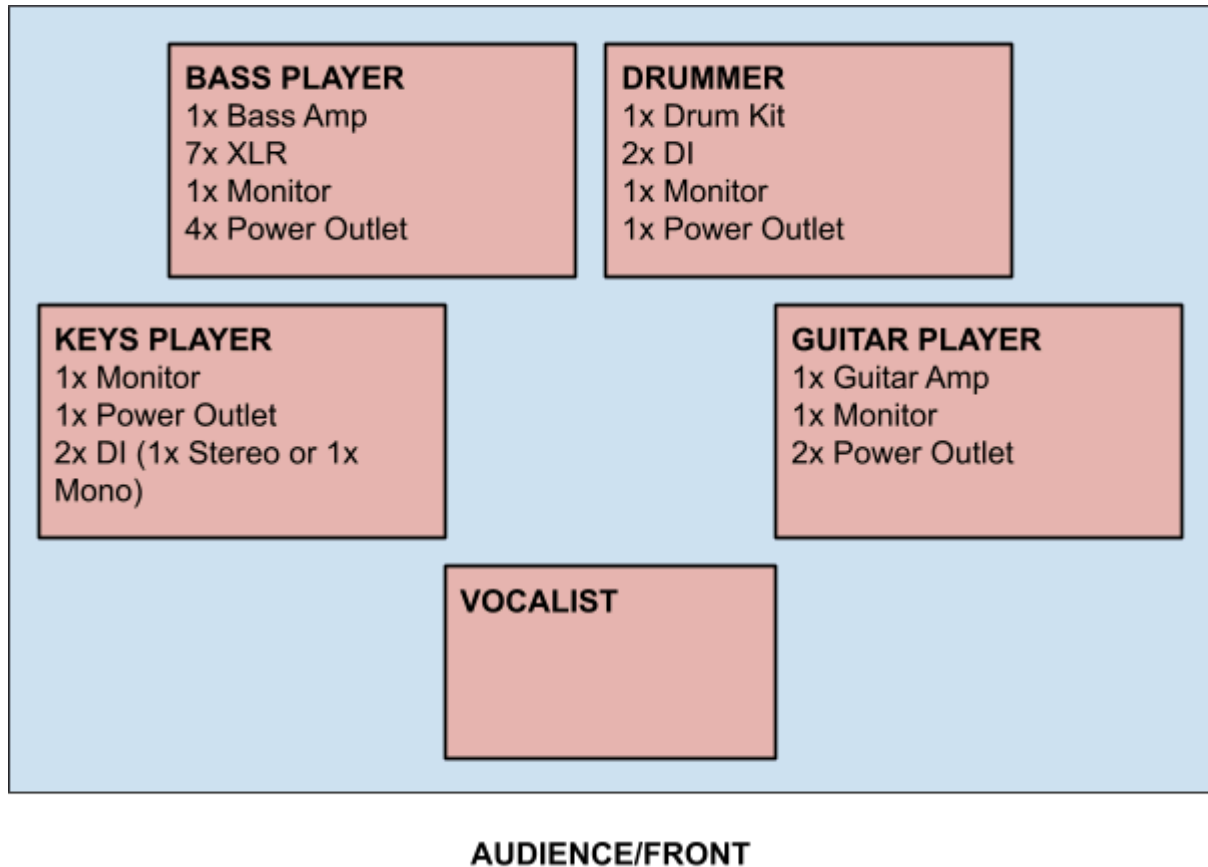 BASS PLAYER
1x Bass Amp
7x XLR
1x Monitor
4x Power Outlet
DRUMMER
1x Drum Kit
2x DI
1x Monitor
1x Power Outlet
KEYS PLAYER
1x Monitor
1x Power Outlet
2x DI (1x Stereo or 1x
Mono)
GUITAR PLAYER
1x Guitar Amp
1x Monitor
2x Power Outlet
VOCALIST
AUDIENCE/FRONT